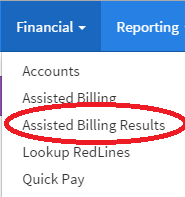 Financial Reporting
Accounts
Assisted Billing
Assisted Billing Results
Lookup RedLines
Quick Pay